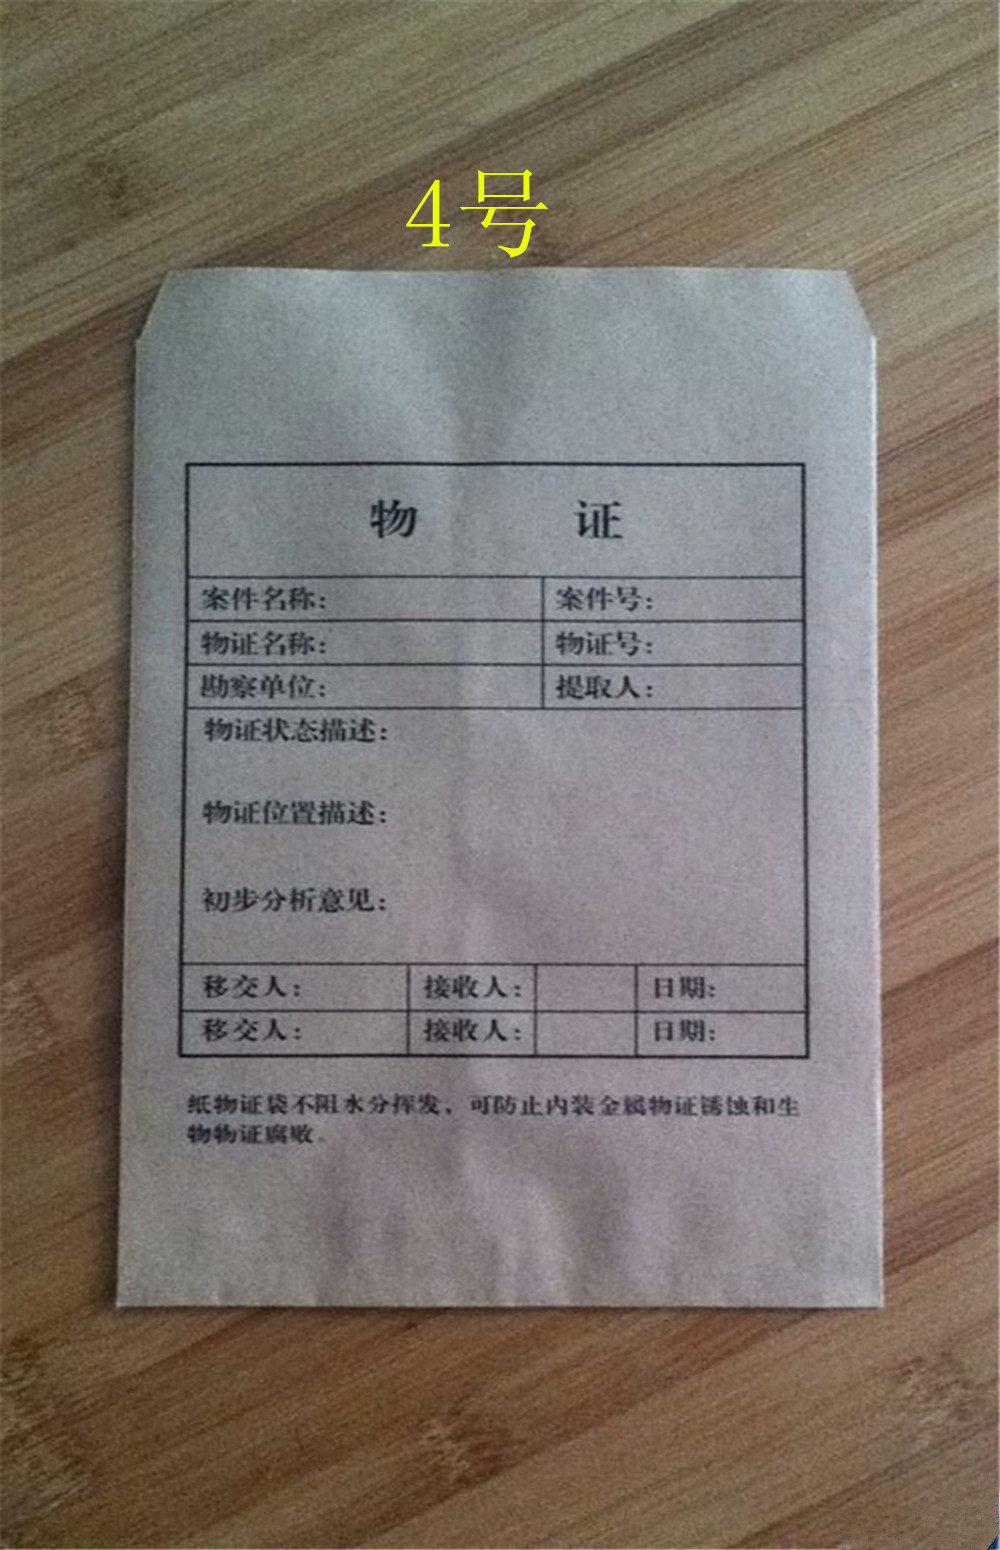 4号
物 证
案件名称: 案件号:
物证名称: 物证号:
勘察单位: 提取人:
物证状态描述:
物证位置描述:
初步分析意见:
移交人: 接收人: 日期:
移交人: 接收人: 日期:
纸物证袋不阻水分挥发，可防止内装金属物证锈蚀和生
物物证腐败。